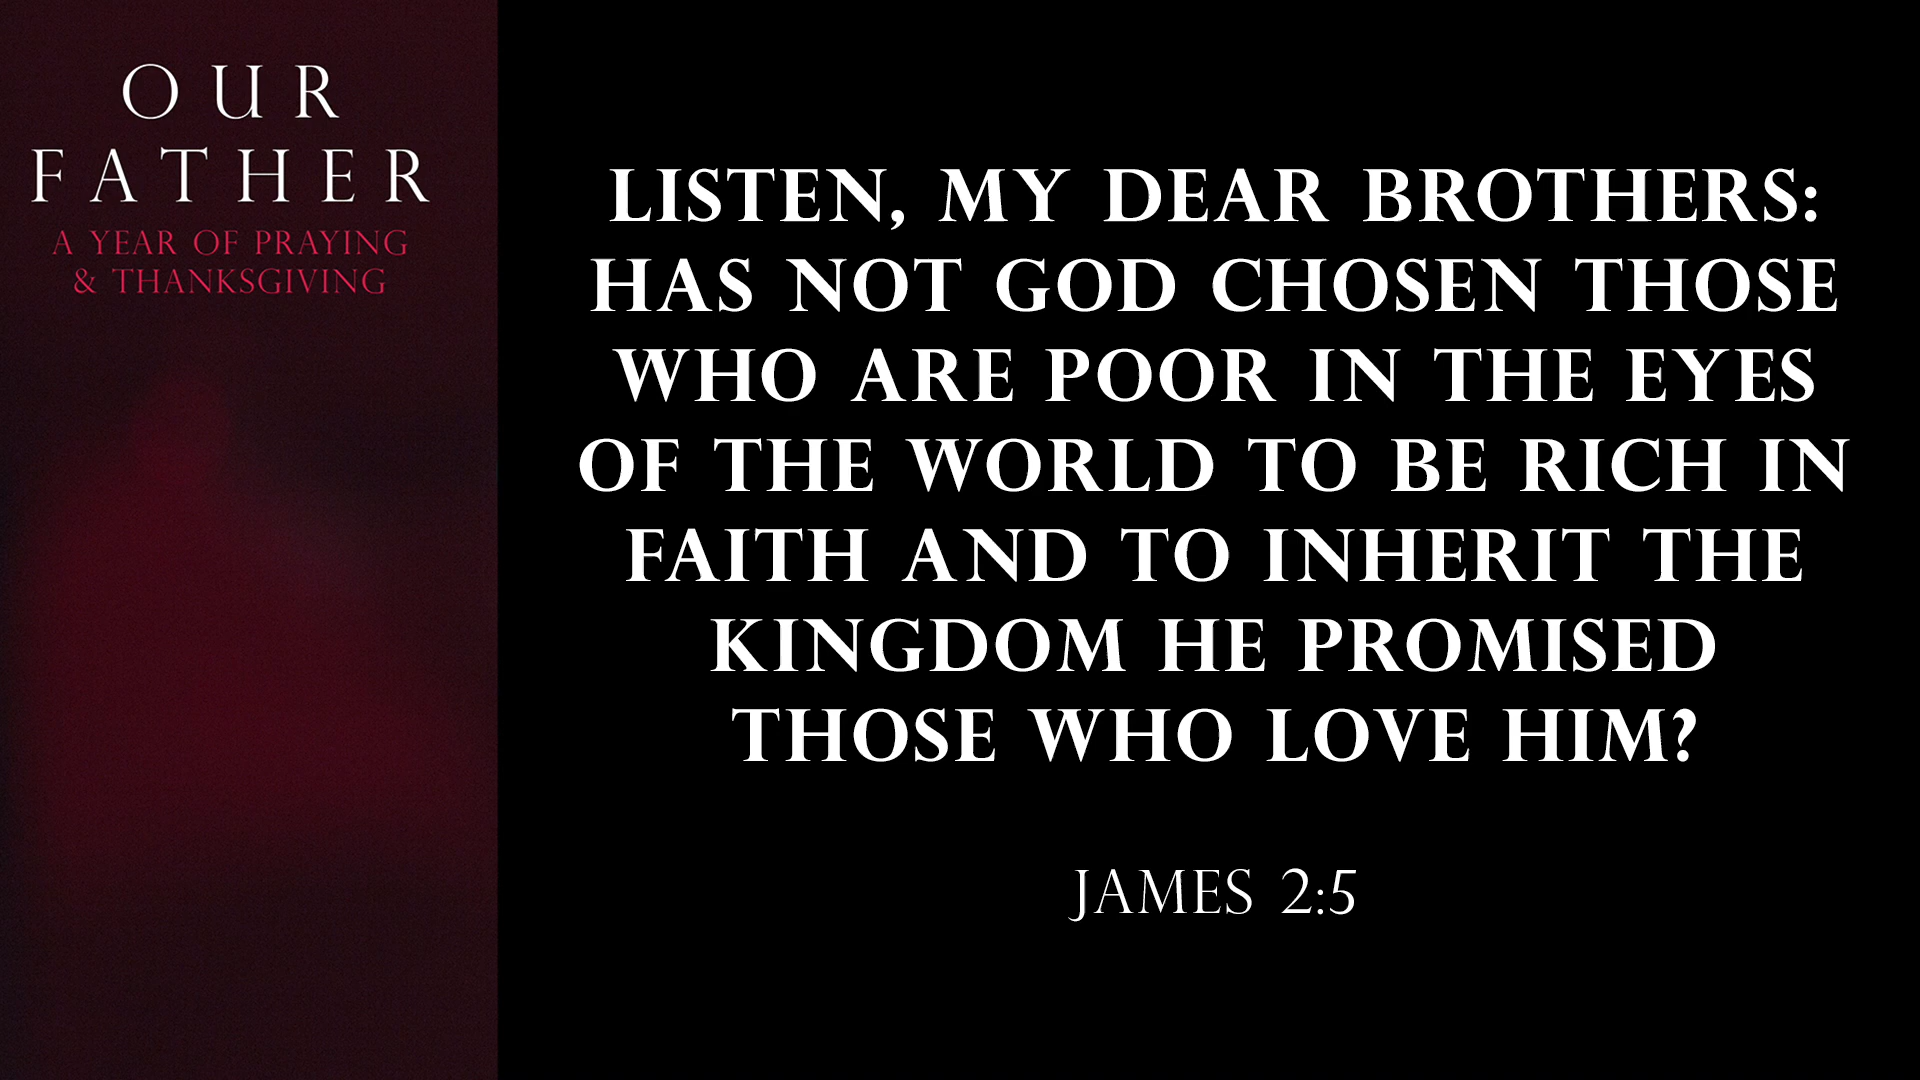 OUR
FATHER
A YEAR OF PRAYING
& THANKSGIVING
LISTEN, MY DEAR BROTHERS:
HAS NOT GOD CHOSEN THOSE
WHO ARE POOR IN THE EYES
OF THE WORLD TO BE RICH IN
FAITH AND TO INHERIT THE
KINGDOM HE PROMISED
THOSE WHO LOVE HIM?
JAMES 2:5